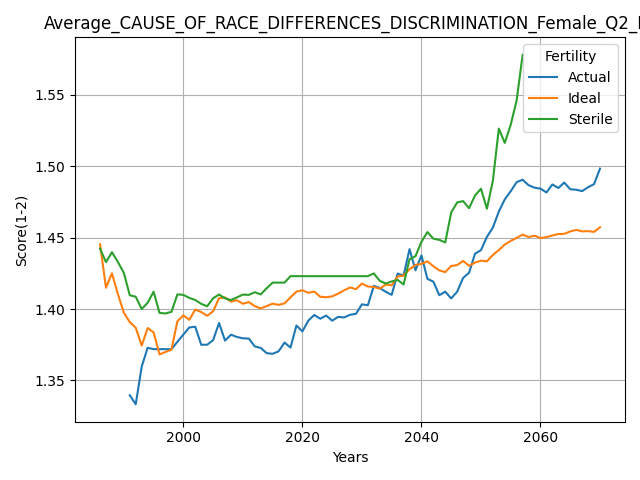 Average_CAUSE_OF_RACE_DIFFERENCES_DISCRIMINATION_Female_Q2_
Fertility
Actual
Ideal
Sterile
1.55
1.50
1.45
1.40
1.35
Score(1-2)
2000
2020
2040
2060
Years